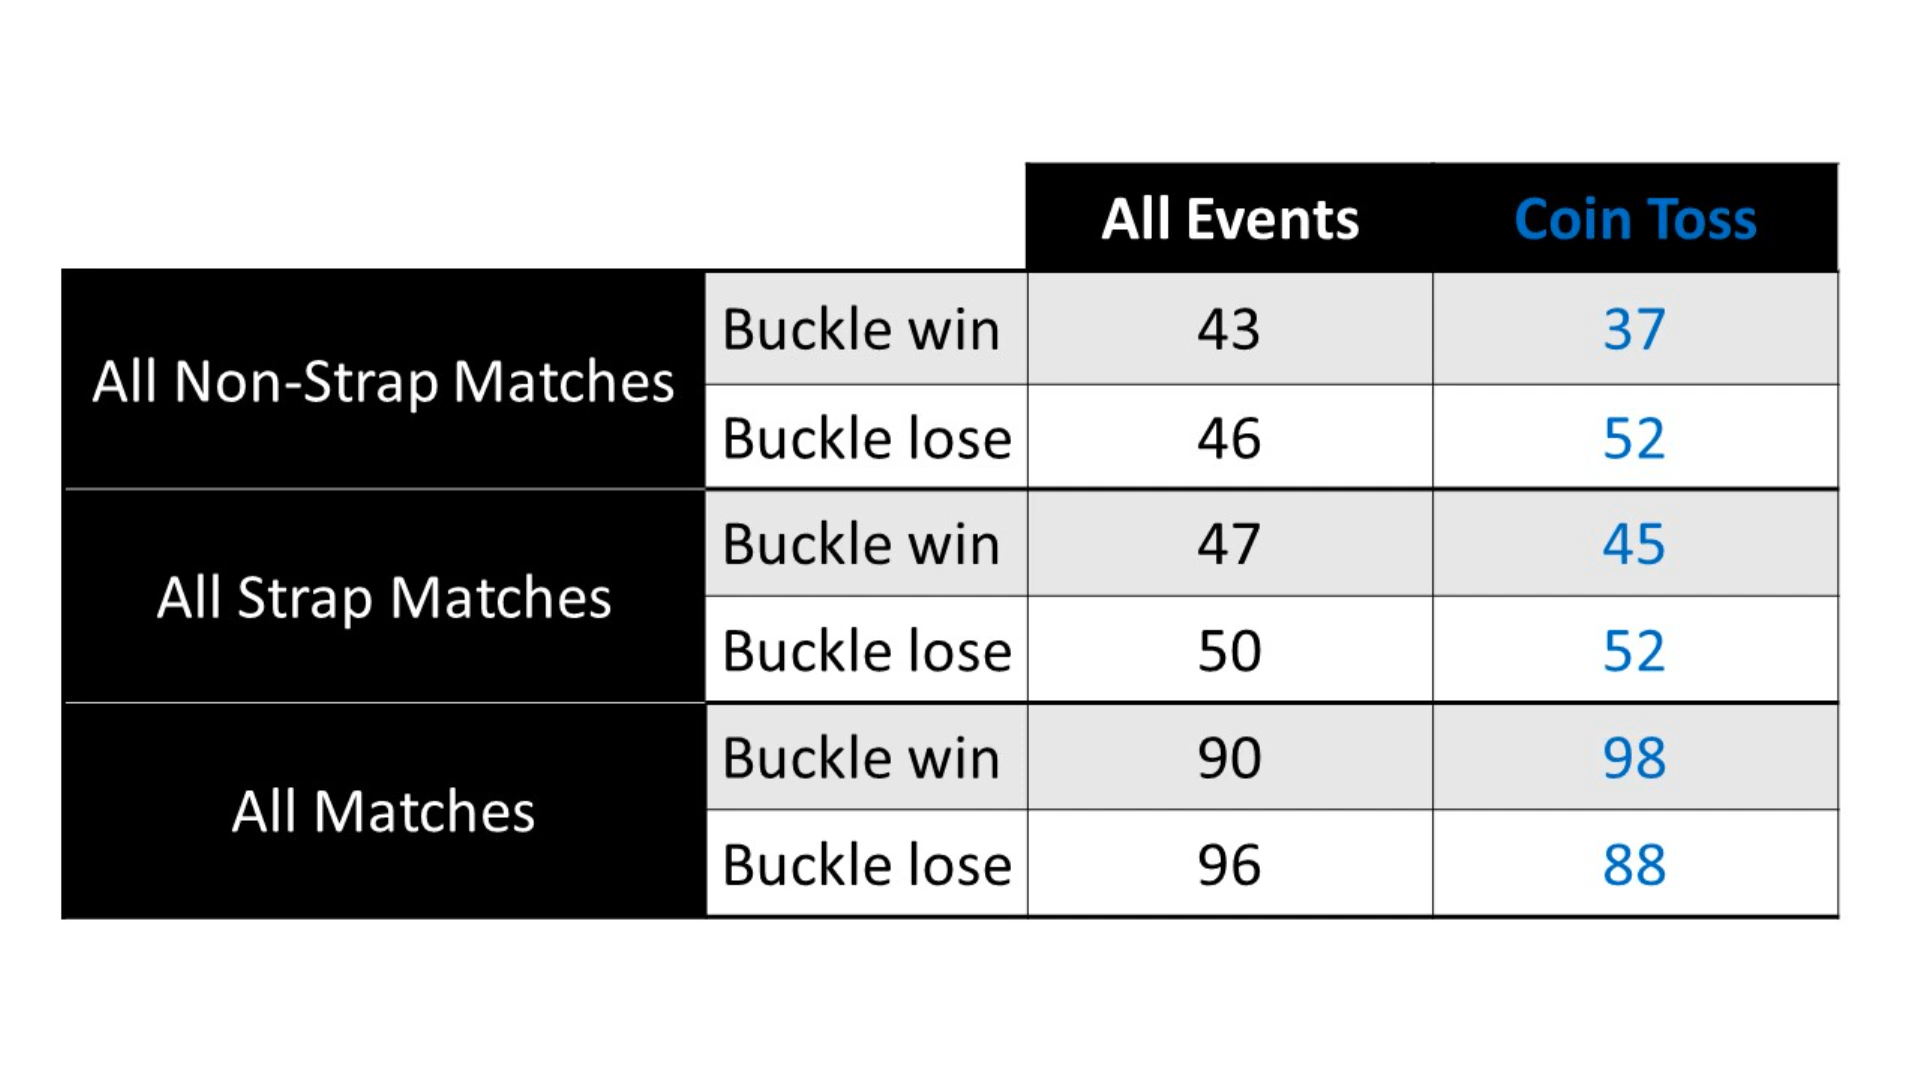 All Events Coin Toss
All Non-Strap Matches
Buckle win 43 37
Buckle lose 46 52
All Strap Matches
Buckle win 47 45
Buckle lose 50 52
All Matches
Buckle win 90 98
Buckle lose 96 88